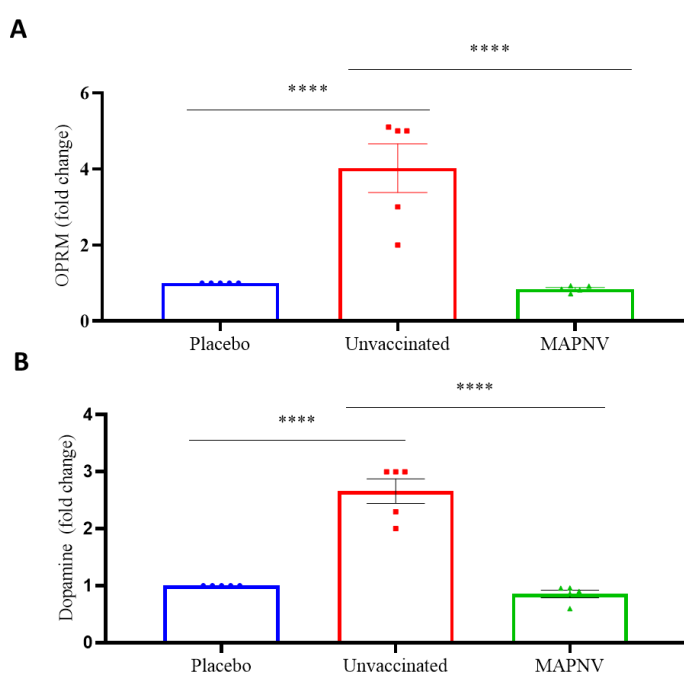 A
****
****
OPRM (fold change)
6
4
2
0
Placebo Unvaccinated MAPNV
B
****
****
Dopamine (fold change)
4
3
2
1
0
Placebo Unvaccinated MAPNV